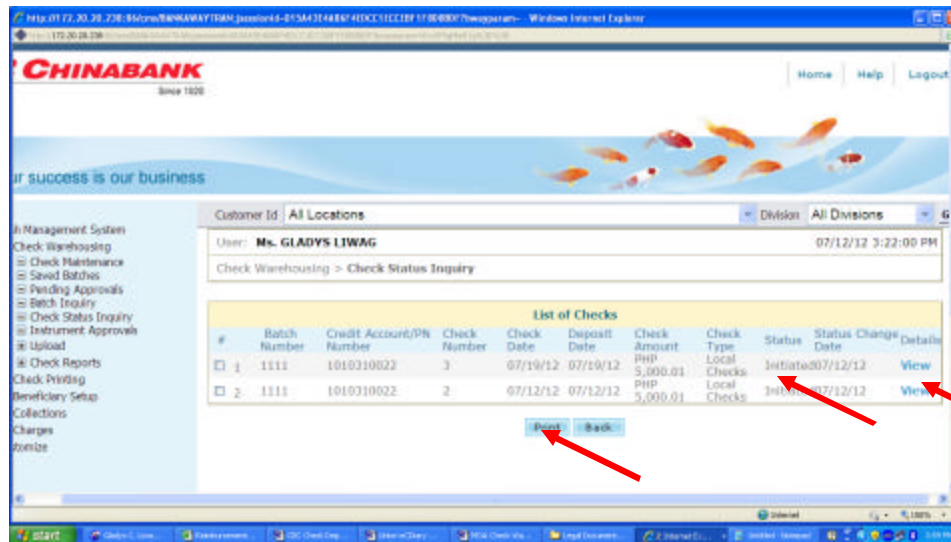 CHINABANK
Since 1920
Home Help Logout
ur success is our business
Customer Id All Locations Division All Divisions G
User: Ms. GLADYS LIWAG 07/12/12 3:22:00 PM
Check Warehousing > Check Status Inquiry
h Management System
Check Warehousing
Check Maintenance
Saved Batches
Pending Approvals
Batch Inquiry
Check Status Inquiry
Instrument Approvals
Upload
Check Reports
Check Printing
Beneficiary Setup
Collections
Charges
tomize
List of Checks
# Batch Number Credit Account/PN Number Check Number Check Date Deposit Date Check Amount Check Type Status Status Change Date Details
1 1111 1010310022 3 07/19/12 07/19/12 PHP 5,000.01 Local Checks Initiated 07/12/12 View
2 1111 1010310022 2 07/12/12 07/12/12 PHP 5,000.01 Local Checks Initiated 07/12/12 View
Print Back
Internet 100%
start